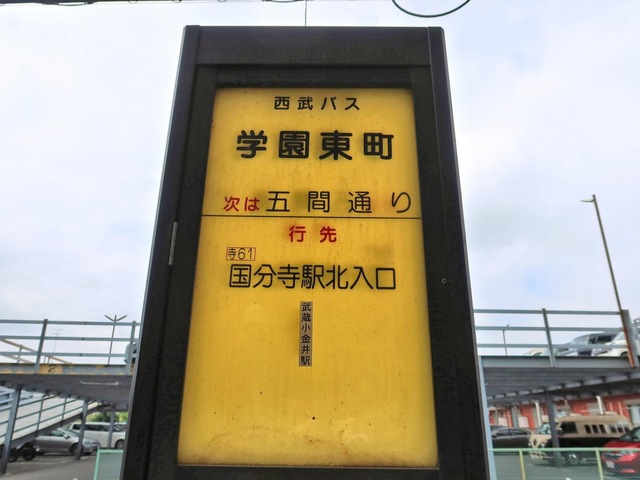 西武バス
学園東町
次は五間通り
行先
寺61
国分寺駅北入口
武蔵小金井駅